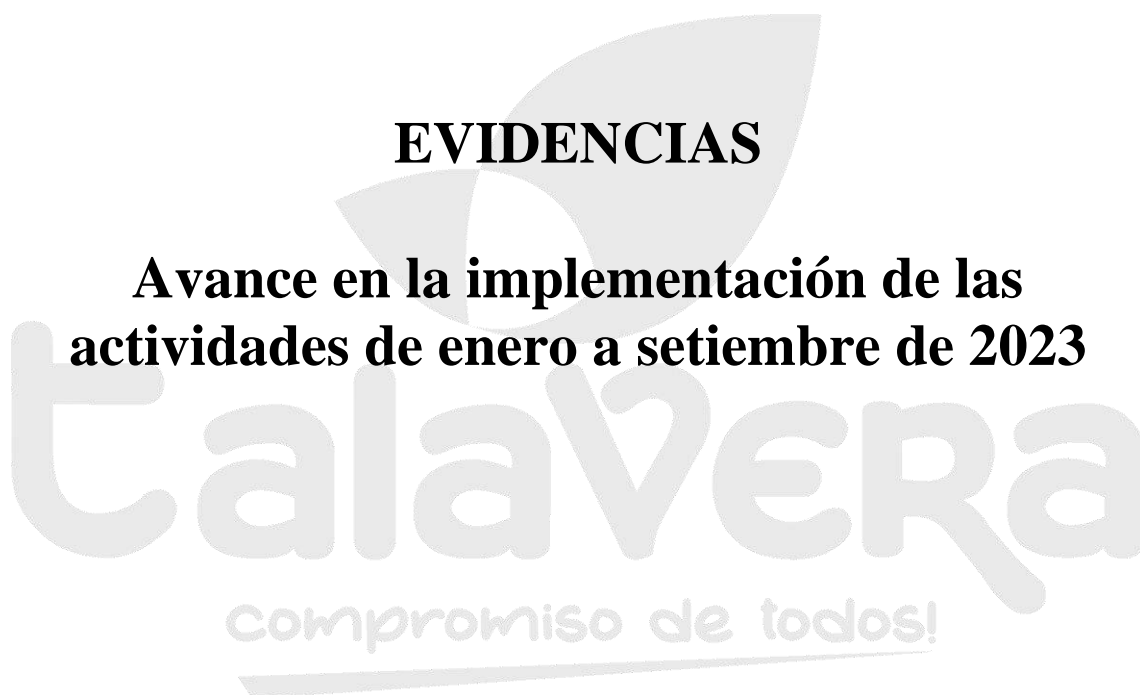 EVIDENCIAS
Avance en la implementación de las
actividades de enero a setiembre de 2023
talavera
compromiso de todos!